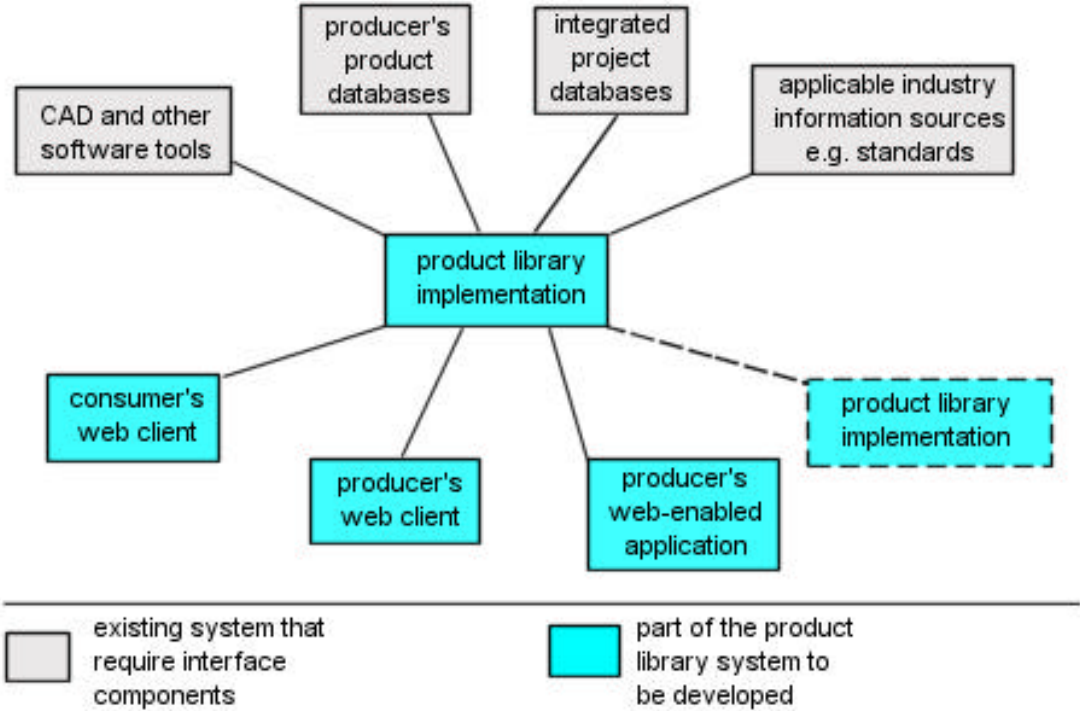 producer's
product
databases
integrated
project
databases
CAD and other
software tools
applicable industry
information sources
e.g. standards
product library
implementation
consumer's
web client
product library
implementation
producer's
web client
producer's
web-enabled
application
existing system that
require interface
components
part of the product
library system to
be developed